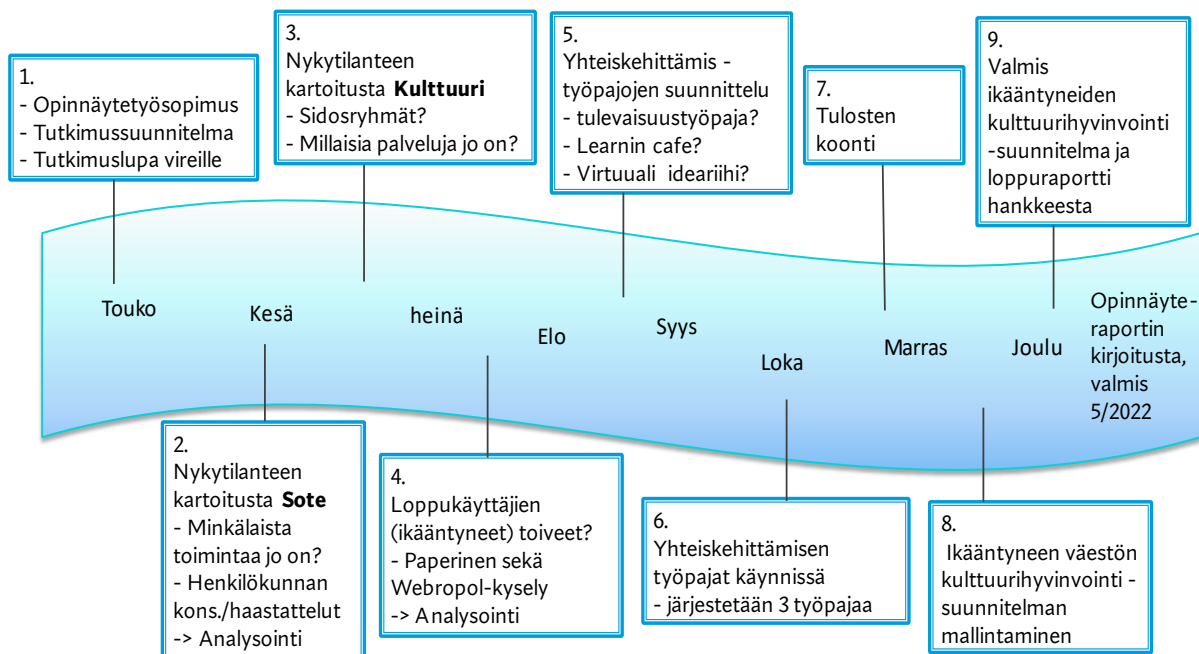 1.
- Opinnäytetyösopimus
- Tutkimussuunnitelma
- Tutkimuslupa vireille
3.
Nykytilanteen
kartoitusta Kulttuuri
- Sidosryhmät?
- Millaisia palveluja jo on?
5.
Yhteiskehittämis -
työpajojen suunnittelu
- tulevaisuustyöpaja?
- Learnin cafe?
- Virtuuali ideariihi?
7.
Tulosten
koonti
9.
Valmis
ikääntyneiden
kulttuurihyvinvointi
-suunnitelma ja
loppuraportti
hankkeesta
Touko
Kesä
heinä
Elo
Syys
Loka
Marras
Joulu
Opinnäyte-
raportin
kirjoitusta,
valmis
5/2022
2.
Nykytilanteen
kartoitusta Sote
- Minkälaista
toimintaa jo on?
- Henkilökunnan
kons./haastattelut
-> Analysointi
4.
Loppukäyttäjien
(ikääntyneet) toiveet?
- Paperinen sekä
Webropol-kysely
-> Analysointi
6.
Yhteiskehittämisen
työpajat käynnissä
- järjestetään 3 työpajaa
8.
Ikääntyneen väestön
kulttuurihyvinvointi -
suunnitelman
mallintaminen